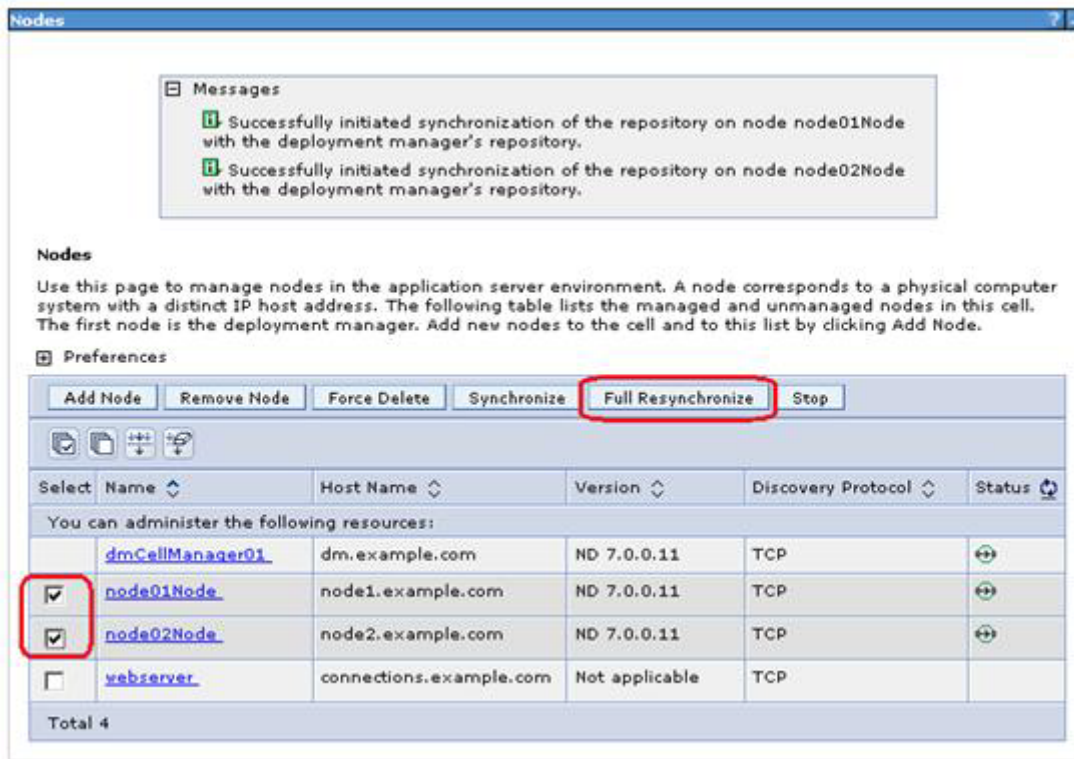 Nodes ?
Messages
Successfully initiated synchronization of the repository on node node01Node
with the deployment manager's repository.
Successfully initiated synchronization of the repository on node node02Node
with the deployment manager's repository.
Nodes
Use this page to manage nodes in the application server environment. A node corresponds to a physical computer
system with a distinct IP host address. The following table lists the managed and unmanaged nodes in this cell.
The first node is the deployment manager. Add new nodes to the cell and to this list by clicking Add Node.
Preferences
Add Node Remove Node Force Delete Synchronize Full Resynchronize Stop
Select Name Host Name Version Discovery Protocol Status
You can administer the following resources:
dmCellManager01 dm.example.com ND 7.0.0.11 TCP
node01Node node1.example.com ND 7.0.0.11 TCP
node02Node node2.example.com ND 7.0.0.11 TCP
webserver connections.example.com Not applicable TCP
Total 4